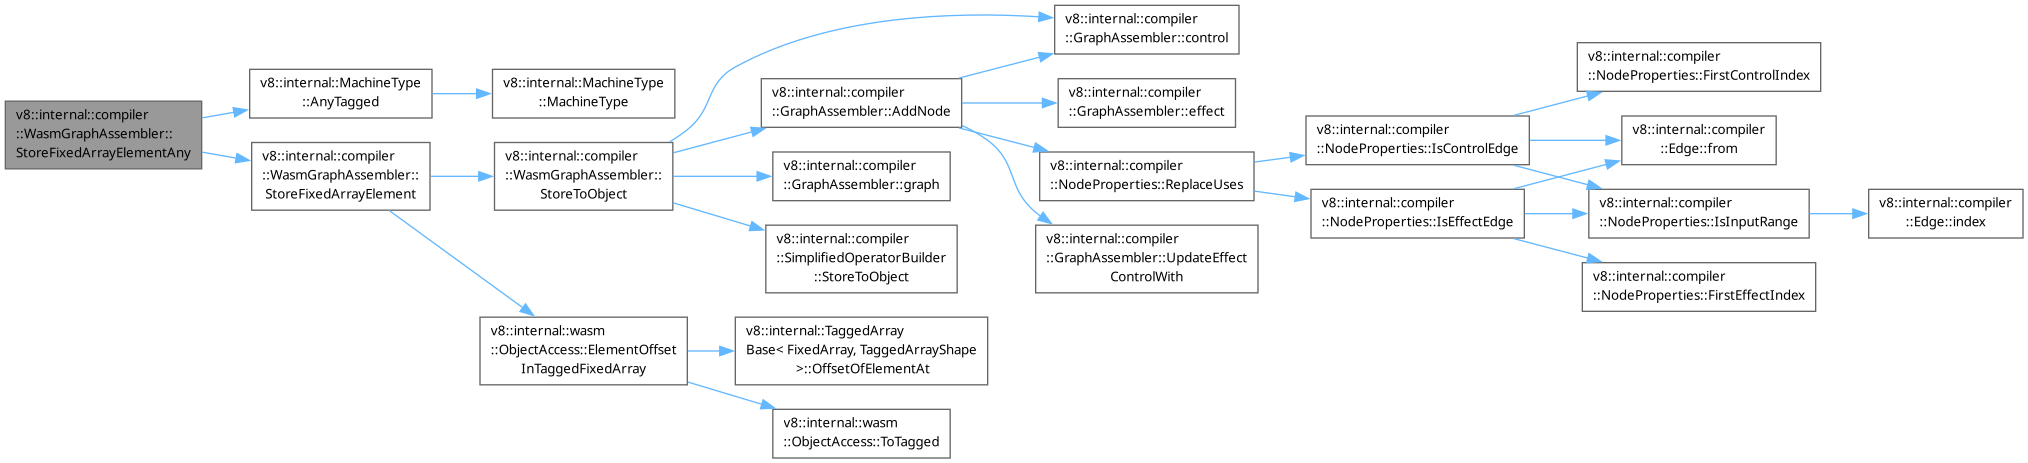 v8::internal::compiler
::WasmGraphAssembler::
StoreFixedArrayElementAny
v8::internal::MachineType
::AnyTagged
v8::internal::MachineType
::MachineType
v8::internal::compiler
::WasmGraphAssembler::
StoreFixedArrayElement
v8::internal::compiler
::WasmGraphAssembler::
StoreToObject
v8::internal::compiler
::GraphAssembler::control
v8::internal::compiler
::GraphAssembler::AddNode
v8::internal::compiler
::GraphAssembler::effect
v8::internal::compiler
::NodeProperties::ReplaceUses
v8::internal::compiler
::NodeProperties::IsControlEdge
v8::internal::compiler
::NodeProperties::FirstControlIndex
v8::internal::compiler
::Edge::from
v8::internal::compiler
::NodeProperties::IsInputRange
v8::internal::compiler
::Edge::index
v8::internal::compiler
::NodeProperties::IsEffectEdge
v8::internal::compiler
::NodeProperties::FirstEffectIndex
v8::internal::compiler
::GraphAssembler::UpdateEffect
ControlWith
v8::internal::compiler
::GraphAssembler::graph
v8::internal::compiler
::SimplifiedOperatorBuilder
::StoreToObject
v8::internal::wasm
::ObjectAccess::ElementOffset
InTaggedFixedArray
v8::internal::TaggedArray
Base< FixedArray, TaggedArrayShape
>::OffsetOfElementAt
v8::internal::wasm
::ObjectAccess::ToTagged